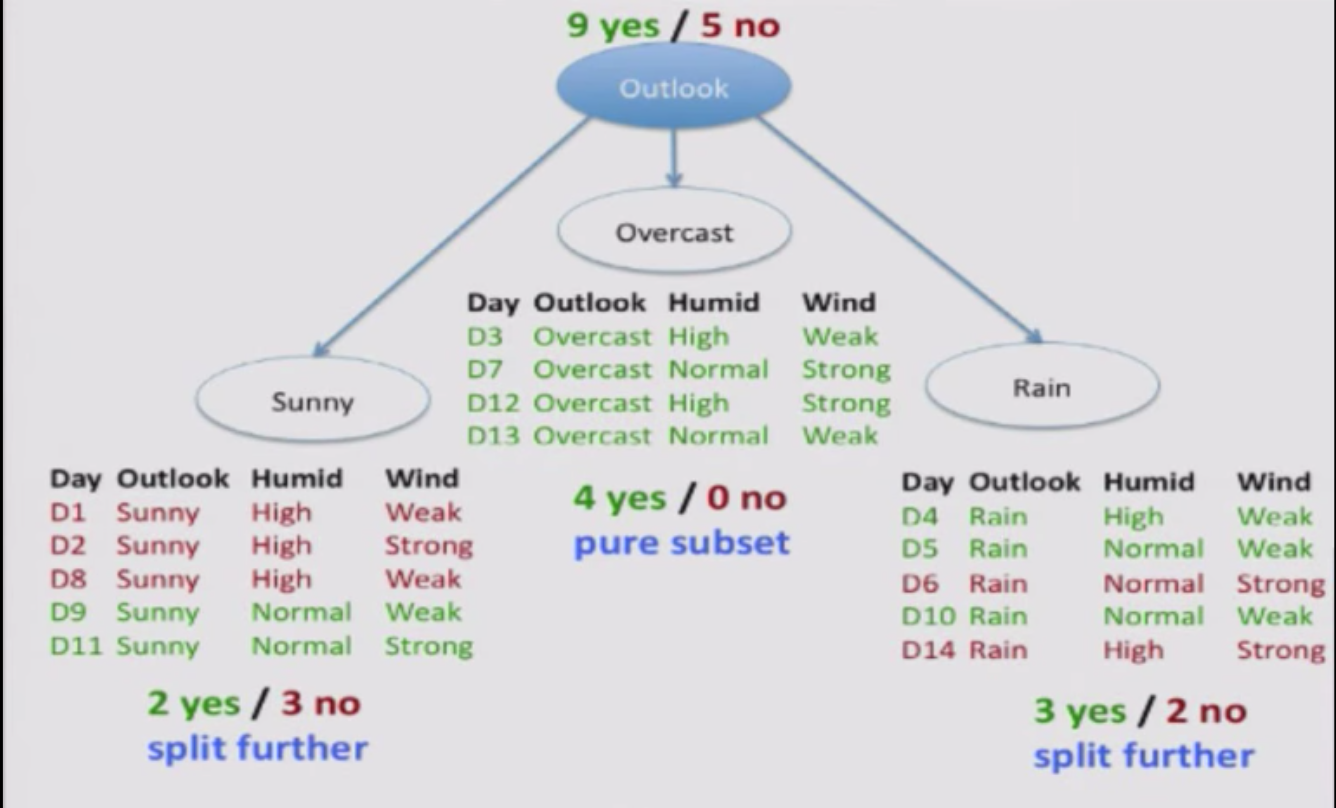 9 yes / 5 no
Outlook
Overcast
Day Outlook Humid Wind
D3 Overcast High Weak
D7 Overcast Normal Strong
D12 Overcast High Strong
D13 Overcast Normal Weak
4 yes / 0 no
pure subset
Sunny
Day Outlook Humid Wind
D1 Sunny High Weak
D2 Sunny High Strong
D8 Sunny High Weak
D9 Sunny Normal Weak
D11 Sunny Normal Strong
2 yes / 3 no
split further
Rain
Day Outlook Humid Wind
D4 Rain High Weak
D5 Rain Normal Weak
D6 Rain Normal Strong
D10 Rain Normal Weak
D14 Rain High Strong
3 yes / 2 no
split further